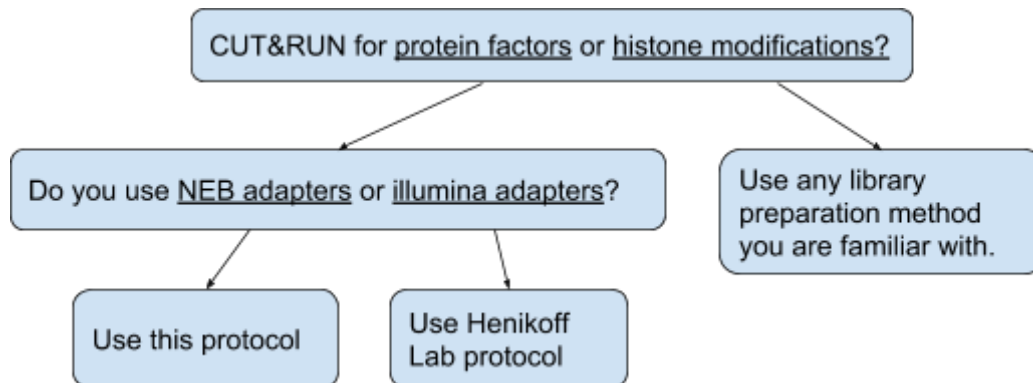 CUT&RUN for protein factors or histone modifications?
Do you use NEB adapters or illumina adapters?
Use any library
preparation method
you are familiar with.
Use this protocol
Use Henikoff
Lab protocol